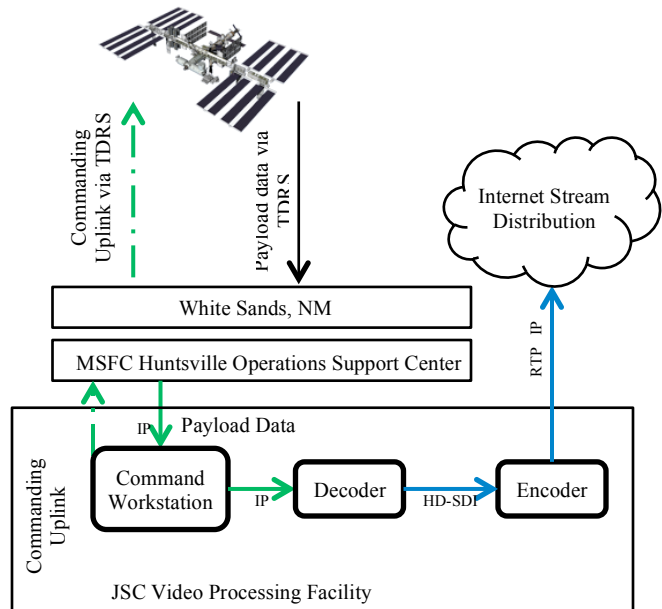 Commanding
Uplink via TDRS
Payload data via
TDRS
Internet Stream
Distribution
White Sands, NM
MSFC Huntsville Operations Support Center
RTP IP
IP
Payload Data
Commanding
Uplink
Command
Workstation
IP
Decoder
HD-SDI
Encoder
JSC Video Processing Facility